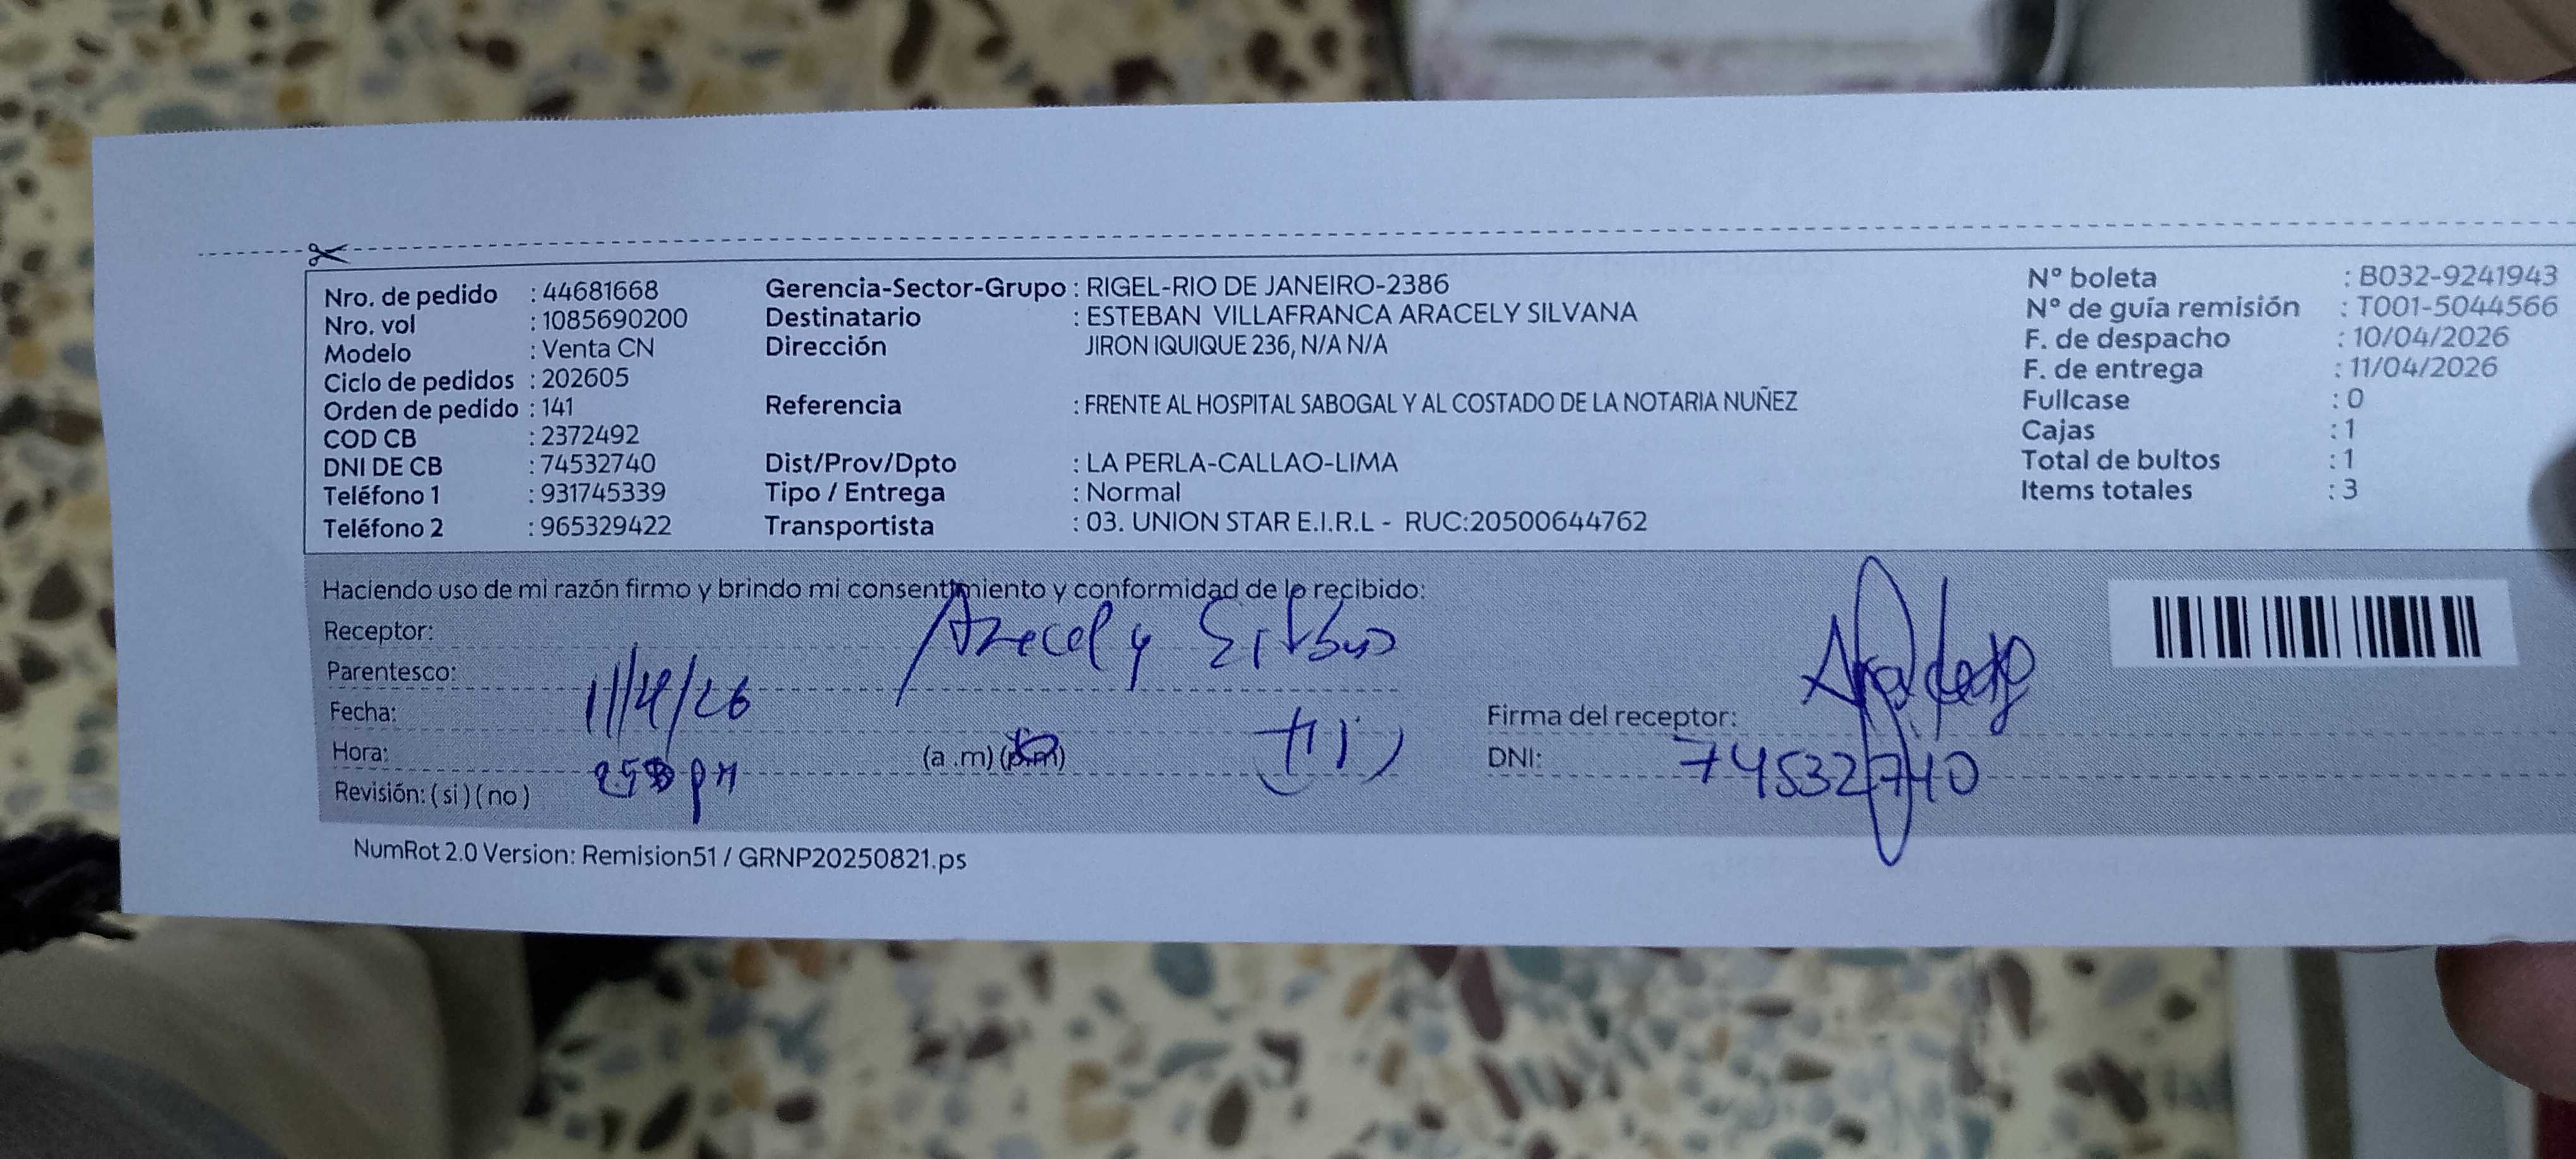 Nro. de pedido : 44681668
Nro. vol : 1085690200
Modelo : Venta CN
Ciclo de pedidos : 202605
Orden de pedido : 141
COD CB : 2372492
DNI DE CB : 74532740
Teléfono 1 : 931745339
Teléfono 2 : 965329422
Gerencia-Sector-Grupo : RIGEL-RIO DE JANEIRO-2386
Destinatario : ESTEBAN VILLAFRANCA ARACELY SILVANA
Dirección JIRON IQUIQUE 236, N/A N/A
Referencia : FRENTE AL HOSPITAL SABOGAL Y AL COSTADO DE LA NOTARIA NUÑEZ
Dist/Prov/Dpto : LA PERLA-CALLAO-LIMA
Tipo / Entrega : Normal
Transportista : 03. UNION STAR E.I.R.L - RUC:20500644762
N° boleta : B032-9241943
N° de guía remisión : T001-5044566
F. de despacho : 10/04/2026
F. de entrega : 11/04/2026
Fullcase : 0
Cajas : 1
Total de bultos : 1
Items totales : 3
Haciendo uso de mi razón firmo y brindo mi consentimiento y conformidad de lo recibido:
Receptor: Aracely
Parentesco:
Fecha: 11/4/26
Hora: pm (a .m) (p.m)
Revisión: ( si ) ( no )
Firma del receptor:
DNI: 74532740
NumRot 2.0 Version: Remision51 / GRNP20250821.ps